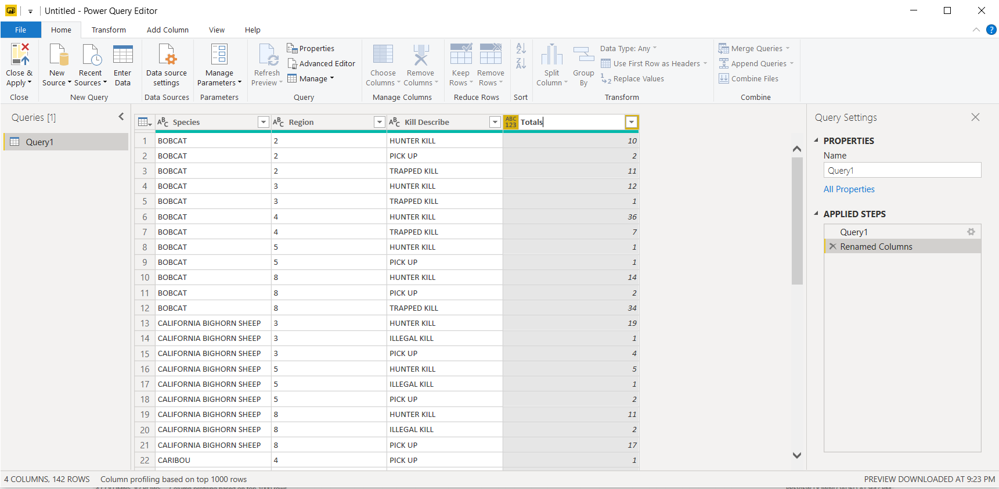 Untitled - Power Query Editor
File Home Transform Add Column View Help
Close & Apply
New Source
Recent Sources
Enter Data
Data source settings
Manage Parameters
Refresh Preview
Properties
Advanced Editor
Manage
Choose Columns
Remove Columns
Keep Rows
Remove Rows
A Z
Z A
Split Column
Group By
Data Type: Any
Use First Row as Headers
1 2 Replace Values
Merge Queries
Append Queries
Combine Files
Close New Query Data Sources Parameters Query Manage Columns Reduce Rows Sort Transform Combine
Queries [1]
Query1
ABC Species ABC Region ABC Kill Describe ABC 123 Totals
1 BOBCAT 2 HUNTER KILL 10
2 BOBCAT 2 PICK UP 2
3 BOBCAT 2 TRAPPED KILL 11
4 BOBCAT 3 HUNTER KILL 12
5 BOBCAT 3 TRAPPED KILL 1
6 BOBCAT 4 HUNTER KILL 36
7 BOBCAT 4 TRAPPED KILL 7
8 BOBCAT 5 HUNTER KILL 1
9 BOBCAT 5 PICK UP 1
10 BOBCAT 8 HUNTER KILL 14
11 BOBCAT 8 PICK UP 2
12 BOBCAT 8 TRAPPED KILL 34
13 CALIFORNIA BIGHORN SHEEP 3 HUNTER KILL 19
14 CALIFORNIA BIGHORN SHEEP 3 ILLEGAL KILL 1
15 CALIFORNIA BIGHORN SHEEP 3 PICK UP 4
16 CALIFORNIA BIGHORN SHEEP 5 HUNTER KILL 5
17 CALIFORNIA BIGHORN SHEEP 5 ILLEGAL KILL 1
18 CALIFORNIA BIGHORN SHEEP 5 PICK UP 2
19 CALIFORNIA BIGHORN SHEEP 8 HUNTER KILL 11
20 CALIFORNIA BIGHORN SHEEP 8 ILLEGAL KILL 2
21 CALIFORNIA BIGHORN SHEEP 8 PICK UP 17
22 CARIBOU 4 PICK UP 1
Query Settings
PROPERTIES
Name
Query1
All Properties
APPLIED STEPS
Query1
Renamed Columns
4 COLUMNS, 142 ROWS Column profiling based on top 1000 rows
PREVIEW DOWNLOADED AT 9:23 PM